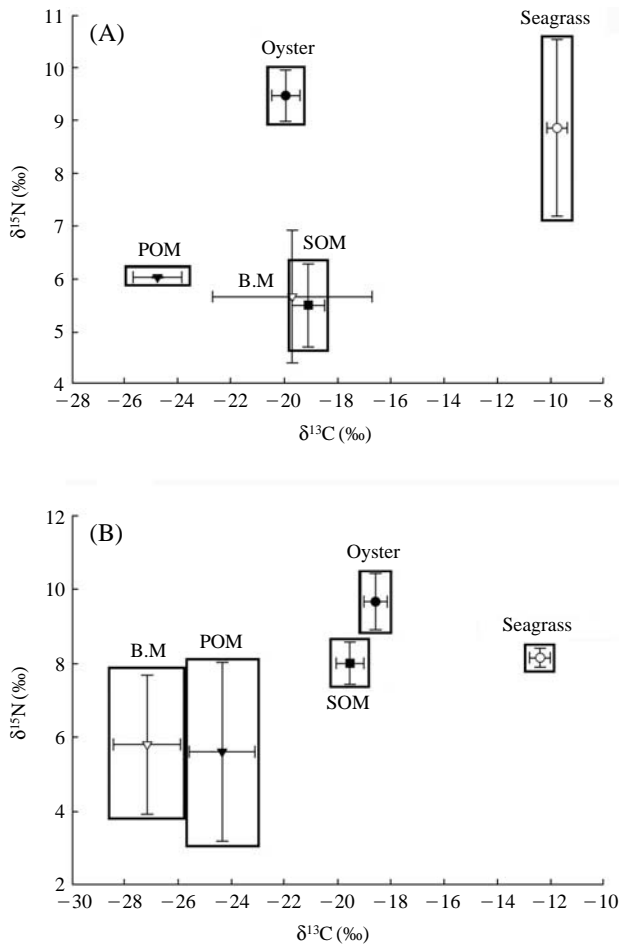 (A)
11
10
9
8
7
6
5
4
δ¹⁵N (‰)
Oyster
Seagrass
POM
B.M
SOM
−28 −26 −24 −22 −20 −18 −16 −14 −12 −10 −8
δ¹³C (‰)
(B)
12
10
8
6
4
2
δ¹⁵N (‰)
Oyster
B.M
POM
Seagrass
SOM
−30 −28 −26 −24 −22 −20 −18 −16 −14 −12 −10
δ¹³C (‰)